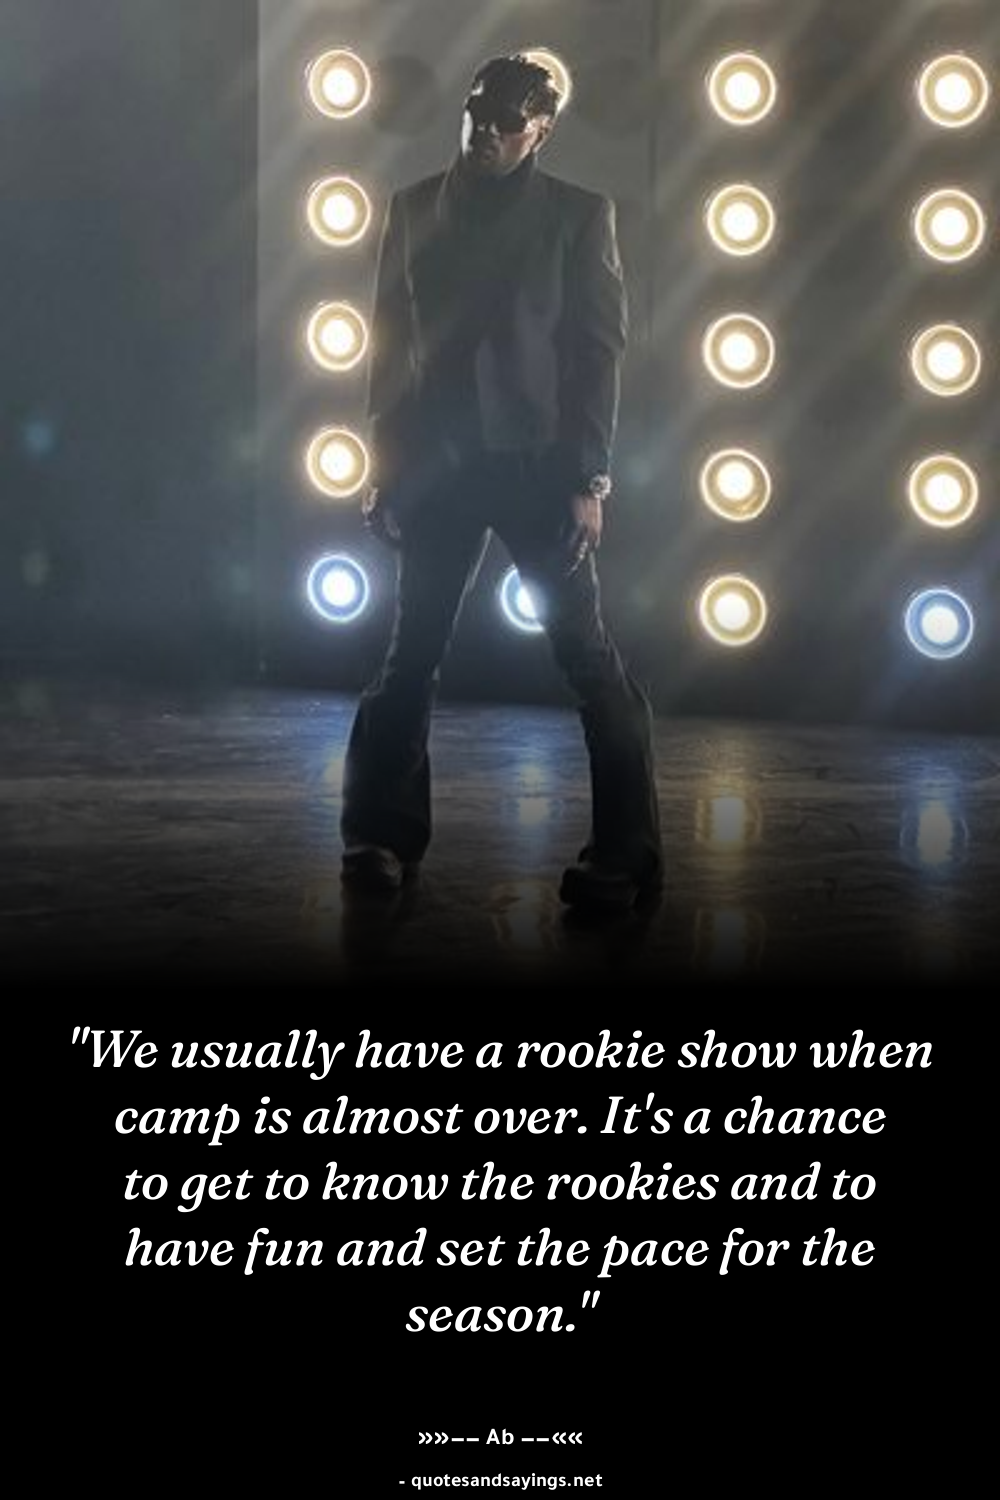 "We usually have a rookie show when
camp is almost over. It's a chance
to get to know the rookies and to
have fun and set the pace for the
season."
»»–– Ab ––««
- quotesandsayings.net